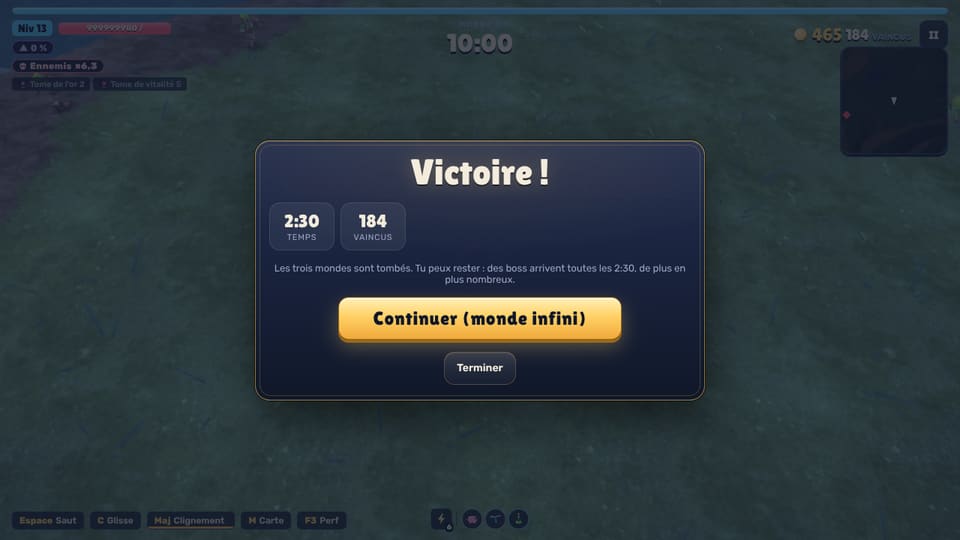 Niv 13
▲ 0 %
Ennemis ×6,3
Tome de l'or 2
Tome de vitalité 5
10:00
465 184 VAINCUS
Victoire !
2:30
TEMPS
184
VAINCUS
Les trois mondes sont tombés. Tu peux rester : des boss arrivent toutes les 2:30, de plus en
plus nombreux.
Continuer (monde infini)
Terminer
Espace Saut
C Glisse
Maj Clignement
M Carte
F3 Perf
6